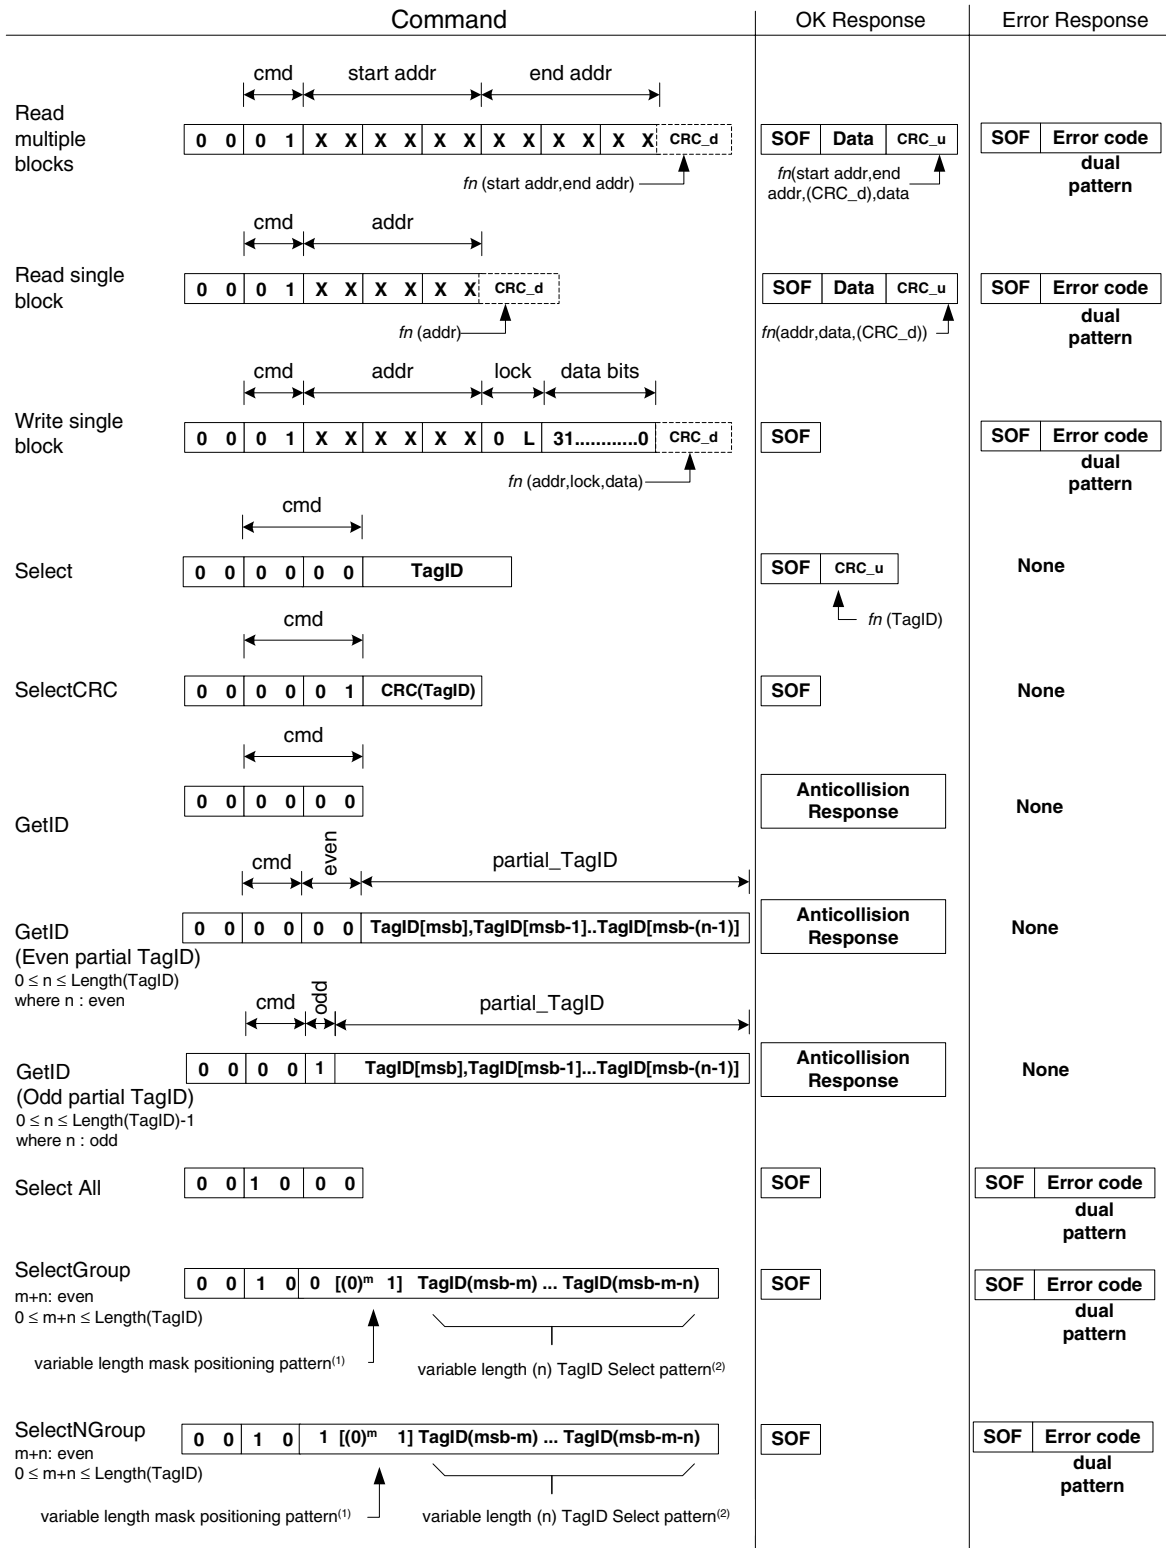 Command OK Response Error Response
cmd start addr end addr
Read
multiple
blocks
0 0 0 1 X X X X X X X X X X X X CRC_d
SOF Data CRC_u
SOF Error code
dual
pattern
fn (start addr,end addr)
fn(start addr,end
addr,(CRC_d),data
cmd addr
Read single
block
0 0 0 1 X X X X X X CRC_d
SOF Data CRC_u
SOF Error code
dual
pattern
fn (addr)
fn(addr,data,(CRC_d))
cmd addr lock data bits
Write single
block
0 0 0 1 X X X X X X 0 L 31............0 CRC_d
SOF
SOF Error code
dual
pattern
fn (addr,lock,data)
cmd
Select
0 0 0 0 0 0 TagID
SOF CRC_u
None
fn (TagID)
cmd
SelectCRC
0 0 0 0 0 1 CRC(TagID)
SOF
None
cmd
GetID
0 0 0 0 0 0
Anticollision
Response
None
cmd even partial_TagID
GetID
(Even partial TagID)
0 ≤ n ≤ Length(TagID)
where n : even
0 0 0 0 0 0 TagID[msb],TagID[msb-1]..TagID[msb-(n-1)]
Anticollision
Response
None
cmd odd partial_TagID
GetID
(Odd partial TagID)
0 ≤ n ≤ Length(TagID)-1
where n : odd
0 0 0 0 1 TagID[msb],TagID[msb-1]...TagID[msb-(n-1)]
Anticollision
Response
None
Select All
0 0 1 0 0 0
SOF
SOF Error code
dual
pattern
SelectGroup
m+n: even
0 ≤ m+n ≤ Length(TagID)
0 0 1 0 0 [(0)ᵐ 1] TagID(msb-m) ... TagID(msb-m-n)
SOF
SOF Error code
dual
pattern
variable length mask positioning pattern⁽¹⁾
variable length (n) TagID Select pattern⁽²⁾
SelectNGroup
m+n: even
0 ≤ m+n ≤ Length(TagID)
0 0 1 0 1 [(0)ᵐ 1] TagID(msb-m) ... TagID(msb-m-n)
SOF
SOF Error code
dual
pattern
variable length mask positioning pattern⁽¹⁾
variable length (n) TagID Select pattern⁽²⁾